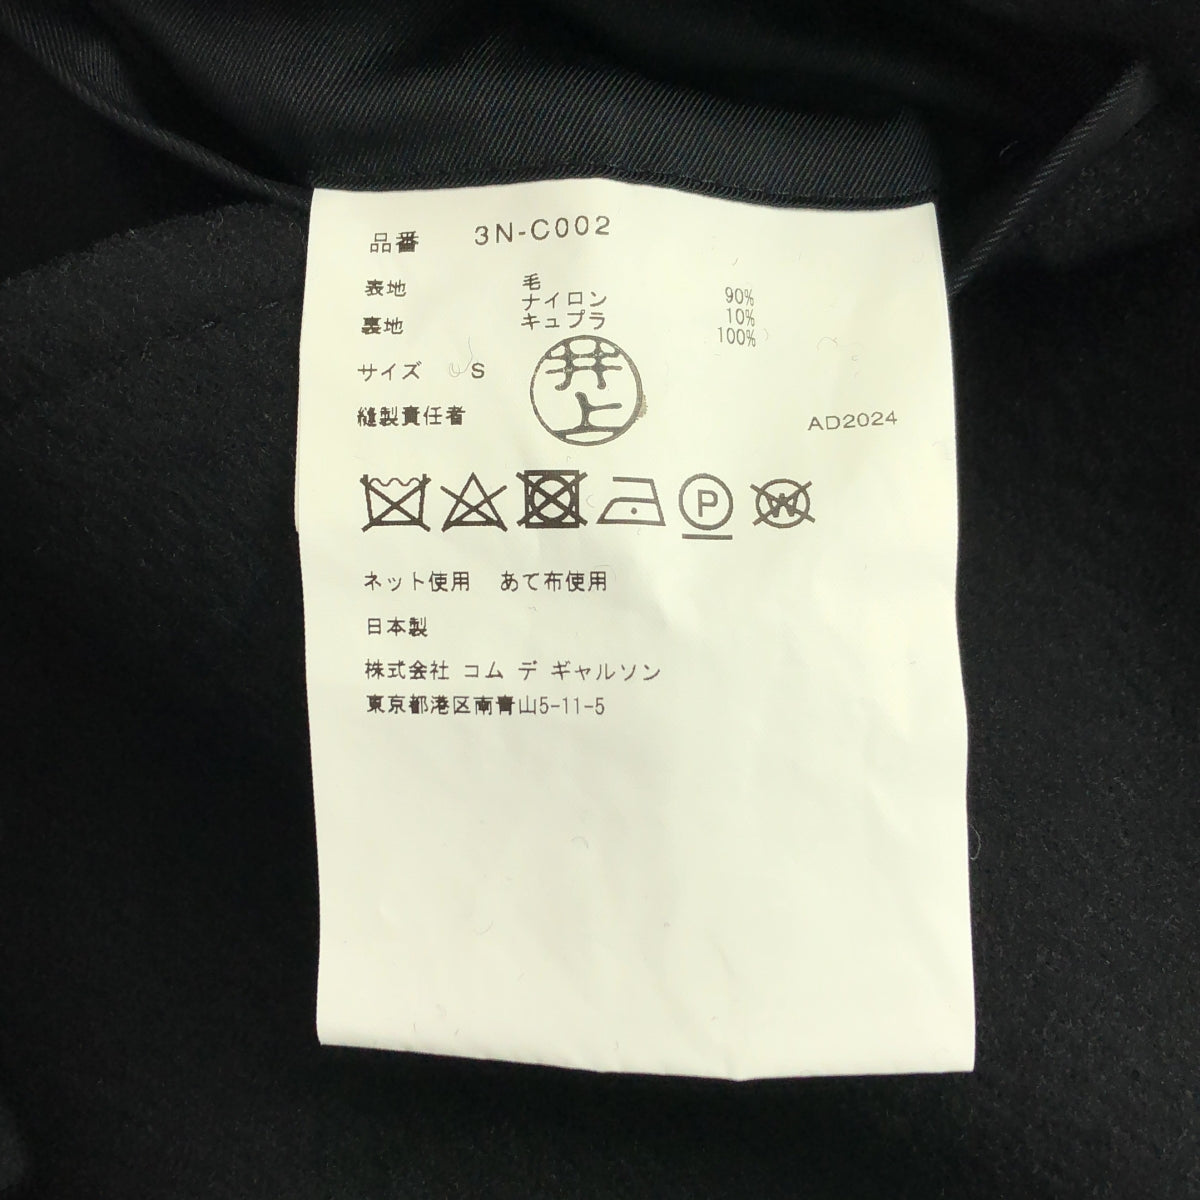 品番 3N-C002
表地 毛 90%
ナイロン 10%
裏地 キュプラ 100%
サイズ S
縫製責任者 井上
AD2024
P W
ネット使用 あて布使用
日本製
株式会社 コム デ ギャルソン
東京都港区南青山5-11-5